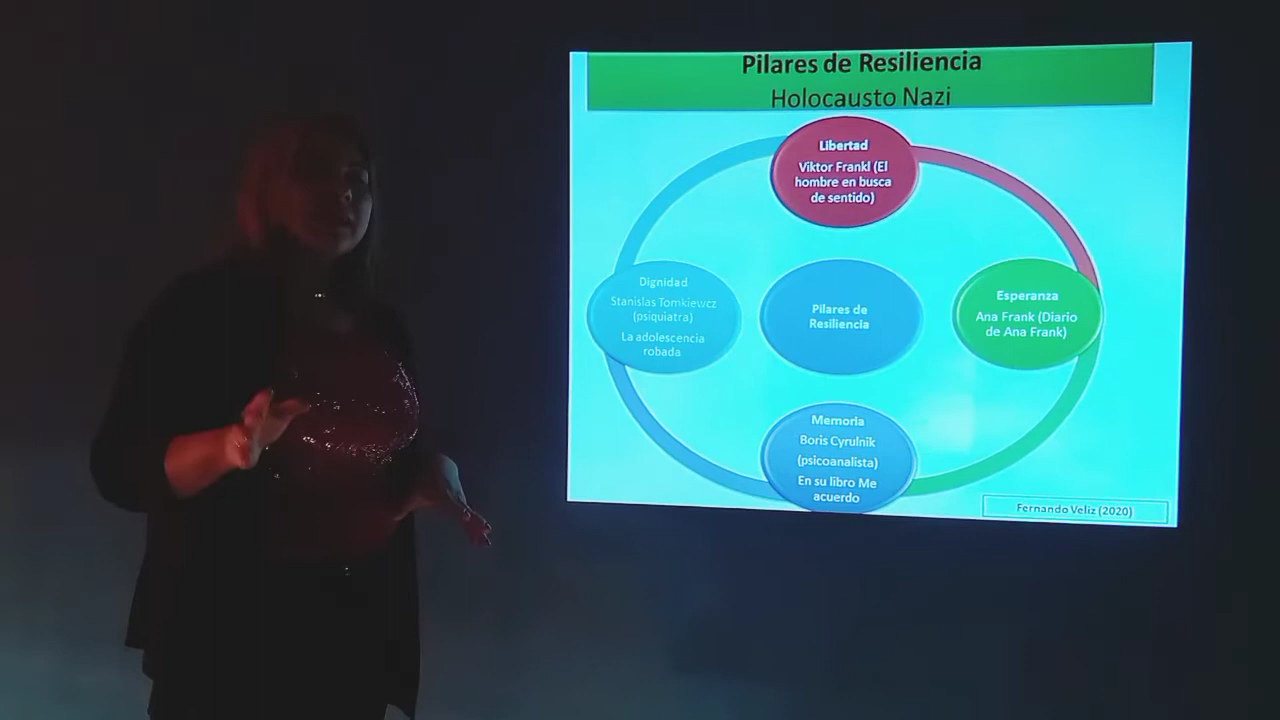 Pilares de Resiliencia
Holocausto Nazi
Libertad
Viktor Frankl (El
hombre en busca
de sentido)
Dignidad
Stanislas Tomkiewcz
(psiquiatra)
La adolescencia
robada
Pilares de
Resiliencia
Esperanza
Ana Frank (Diario
de Ana Frank)
Memoria
Boris Cyrulnik
(psicoanalista)
En su libro Me
acuerdo
Fernando Veliz (2020)